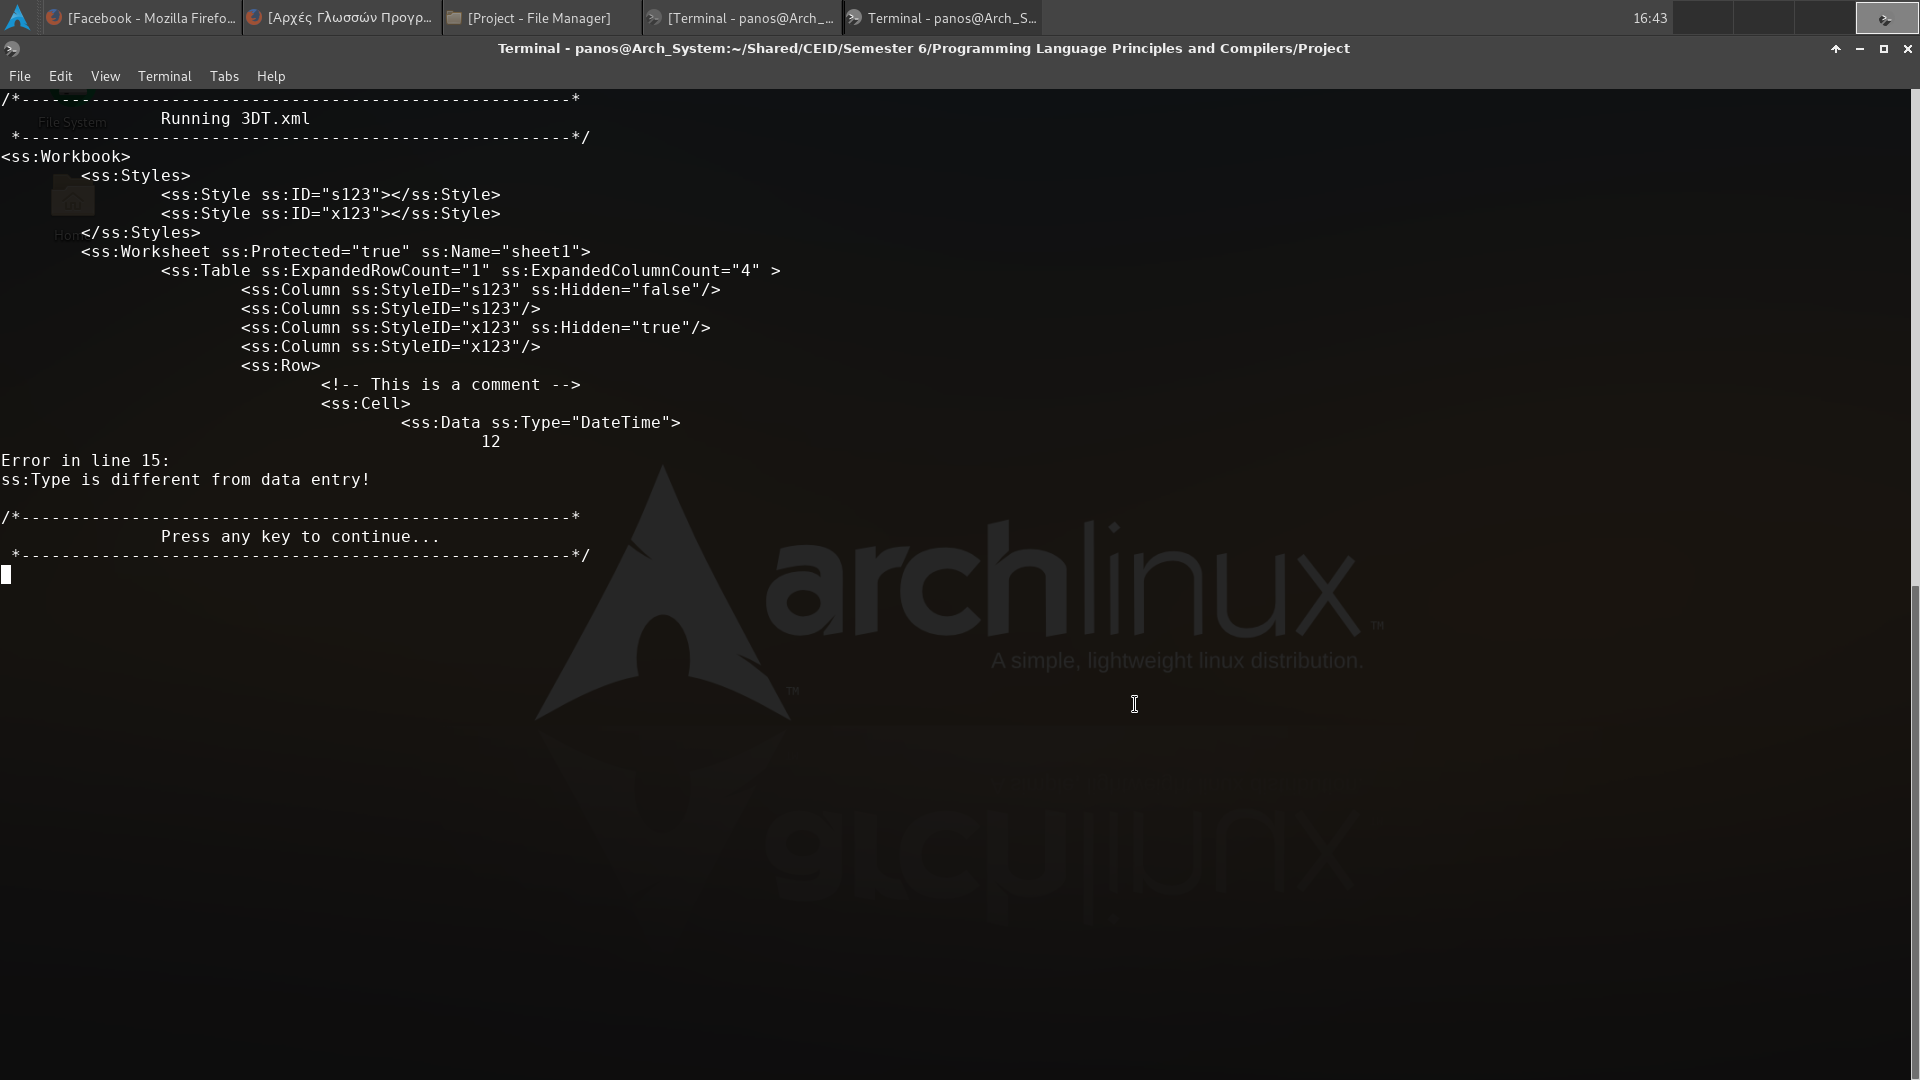 [Facebook - Mozilla Firefo... [Αρχές Γλωσσών Προγρ... [Project - File Manager] [Terminal - panos@Arch_... Terminal - panos@Arch_S... 16:43
Terminal - panos@Arch_System:~/Shared/CEID/Semester 6/Programming Language Principles and Compilers/Project
File Edit View Terminal Tabs Help
/*-------------------------------------------------------*
File System
Running 3DT.xml
*-------------------------------------------------------*/
<ss:Workbook>
<ss:Styles>
<ss:Style ss:ID="s123"></ss:Style>
<ss:Style ss:ID="x123"></ss:Style>
Home
</ss:Styles>
<ss:Worksheet ss:Protected="true" ss:Name="sheet1">
<ss:Table ss:ExpandedRowCount="1" ss:ExpandedColumnCount="4" >
<ss:Column ss:StyleID="s123" ss:Hidden="false"/>
<ss:Column ss:StyleID="s123"/>
<ss:Column ss:StyleID="x123" ss:Hidden="true"/>
<ss:Column ss:StyleID="x123"/>
<ss:Row>
<!-- This is a comment -->
<ss:Cell>
<ss:Data ss:Type="DateTime">
12
Error in line 15:
ss:Type is different from data entry!
/*-------------------------------------------------------*
Press any key to continue...
*-------------------------------------------------------*/
archlinux ™
A simple, lightweight linux distribution.
™